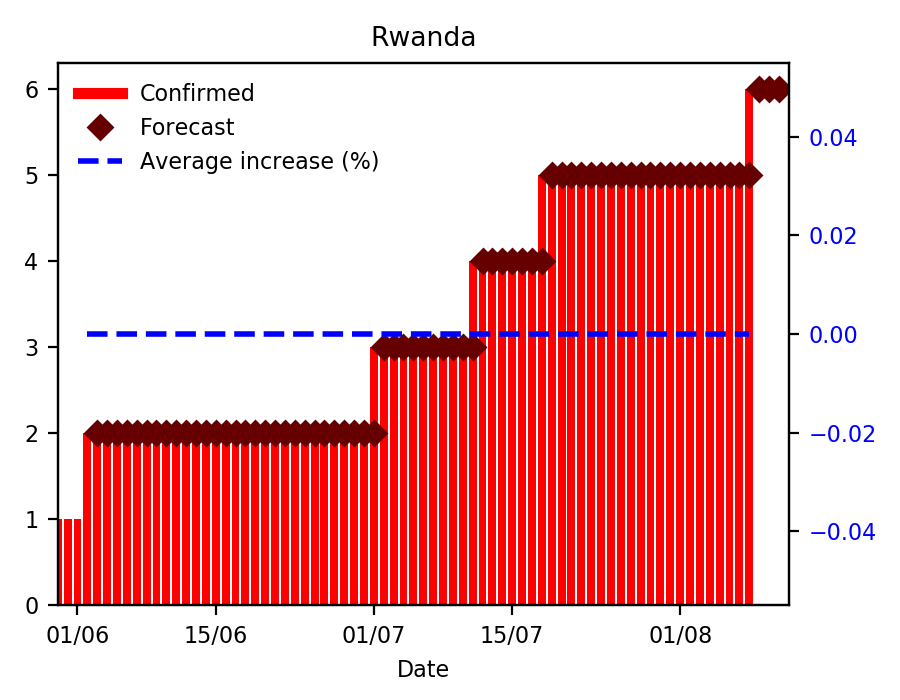 Rwanda
Confirmed
Forecast
Average increase (%)
6
5
4
3
2
1
0
0.04
0.02
0.00
−0.02
−0.04
01/06 15/06 01/07 15/07 01/08
Date